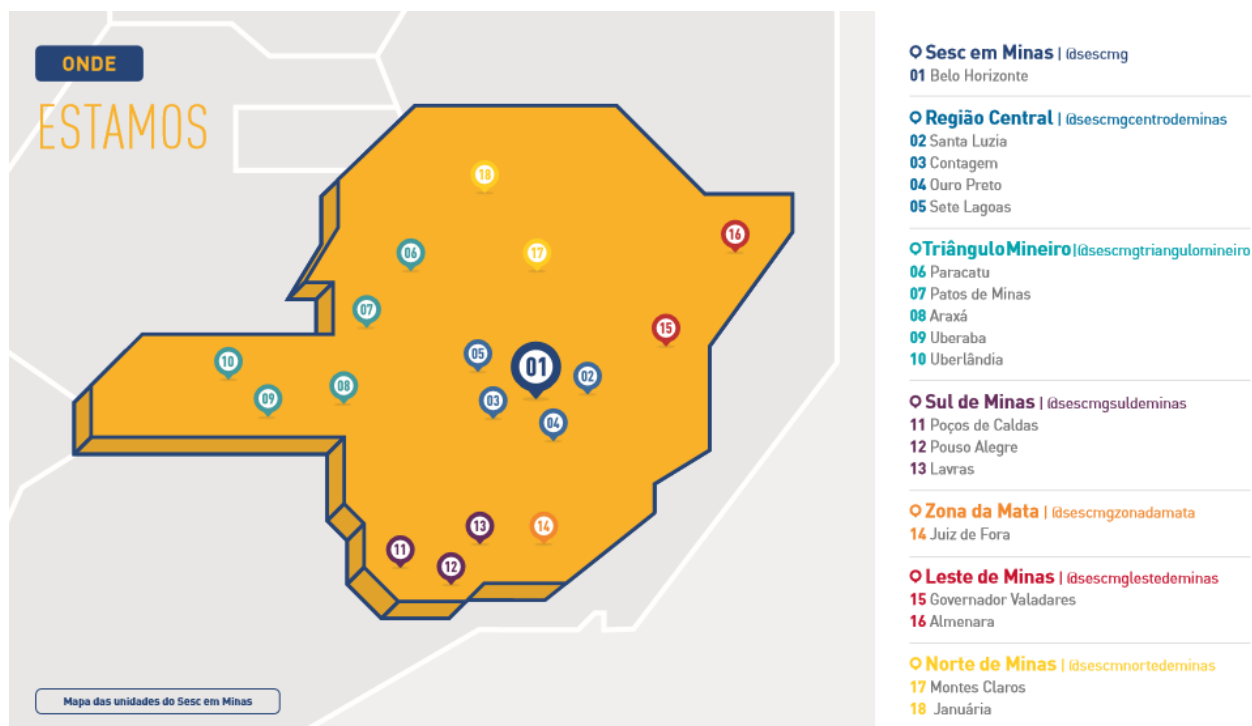 ONDE
ESTAMOS
18
16
06
17
07
15
05
01
10
02
08
09
03
04
13
14
11
12
Mapa das unidades do Sesc em Minas
Sesc em Minas | @sescmg
01 Belo Horizonte
Região Central | @sescmgcentrodeminas
02 Santa Luzia
03 Contagem
04 Ouro Preto
05 Sete Lagoas
TriânguloMineiro|@sescmgtriangulomineiro
06 Paracatu
07 Patos de Minas
08 Araxá
09 Uberaba
10 Uberlândia
Sul de Minas | @sescmgsuldeminas
11 Poços de Caldas
12 Pouso Alegre
13 Lavras
Zona da Mata | @sescmgzonadamata
14 Juiz de Fora
Leste de Minas | @sescmglestedeminas
15 Governador Valadares
16 Almenara
Norte de Minas | @sescmnortedeminas
17 Montes Claros
18 Januária